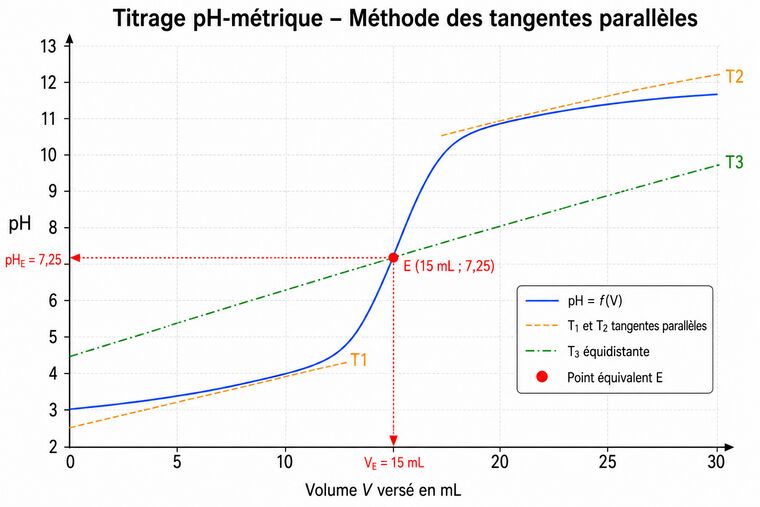 Titrage pH-métrique – Méthode des tangentes parallèles
13
12
11
10
9
8
6
5
4
3
2
pH
pHE = 7,25
T2
T3
E (15 mL ; 7,25)
T1
pH = f(V)
T1 et T2 tangentes parallèles
T3 équidistante
Point équivalent E
0
5
10
VE = 15 mL
20
25
30
Volume V versé en mL